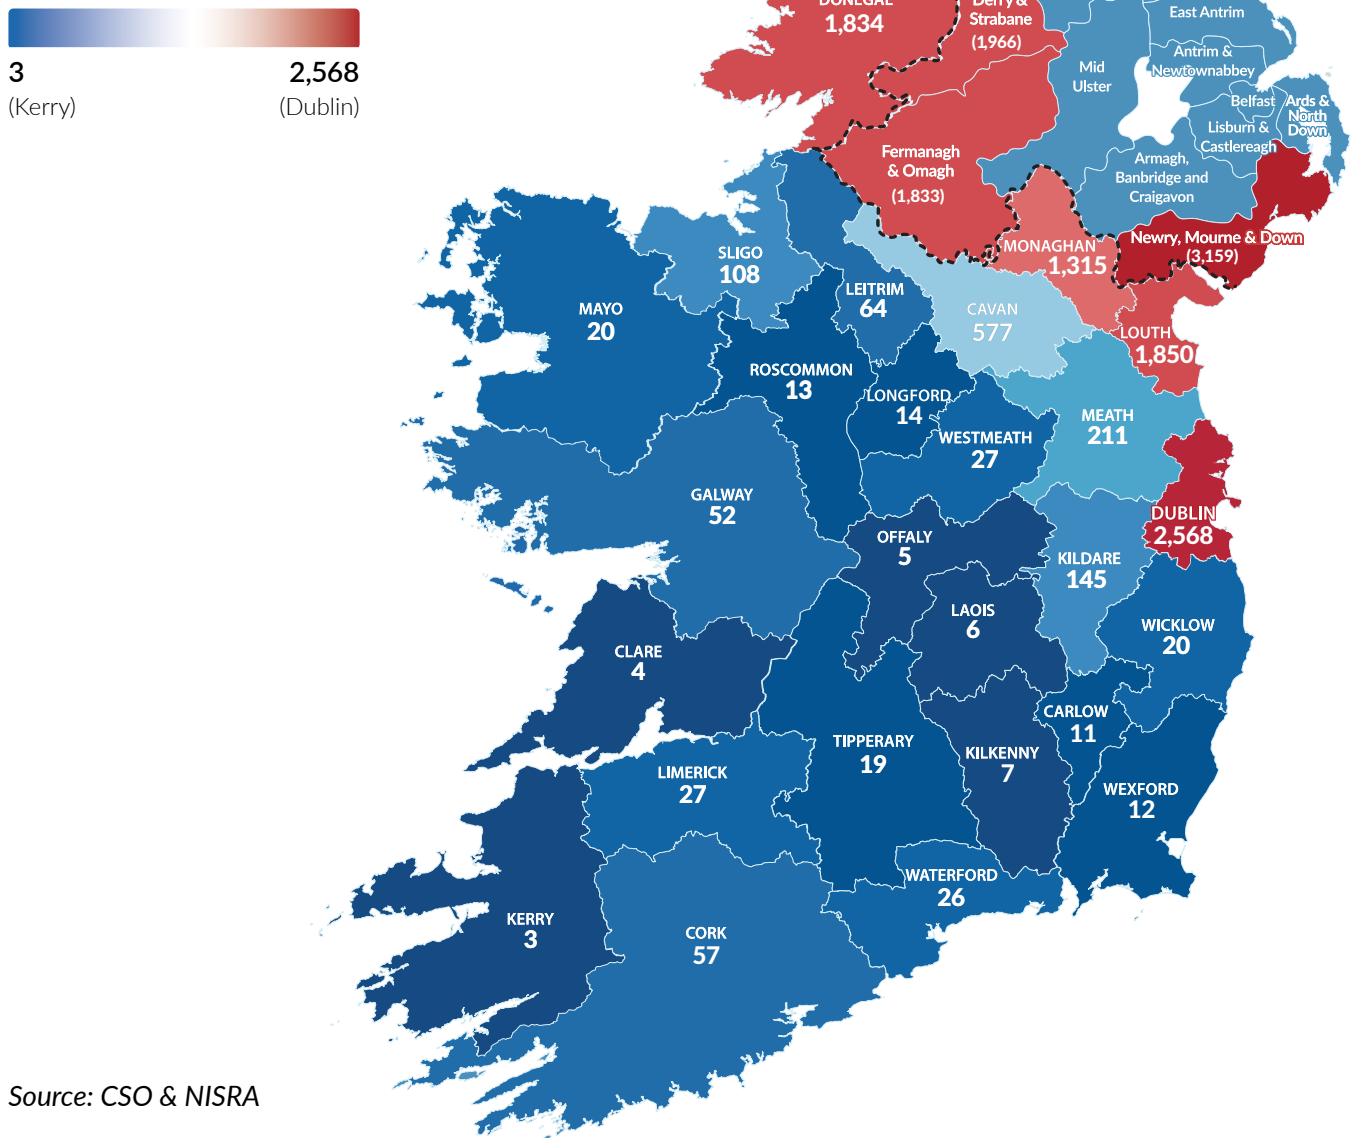 3
2,568
(Kerry)
(Dublin)
DONEGAL
1,834
Derry &
Strabane
(1966)
East Antrim
Mid
Ulster
Antrim &
Newtownabbey
Belfast
Ards &
North
Down
Lisburn &
Castlereagh
Fermanagh
& Omagh
(1,833)
Armagh,
Banbridge and
Craigavon
Newry, Mourne & Down
(3,159)
MONAGHAN
1,315
SLIGO
108
LEITRIM
64
MAYO
20
CAVAN
577
LOUTH
1,850
ROSCOMMON
13
LONGFORD
14
MEATH
211
WESTMEATH
27
GALWAY
52
DUBLIN
2,568
OFFALY
5
KILDARE
145
LAOIS
6
WICKLOW
20
CLARE
4
CARLOW
11
TIPPERARY
19
KILKENNY
7
LIMERICK
27
WEXFORD
12
WATERFORD
26
KERRY
3
CORK
57
Source: CSO & NISRA